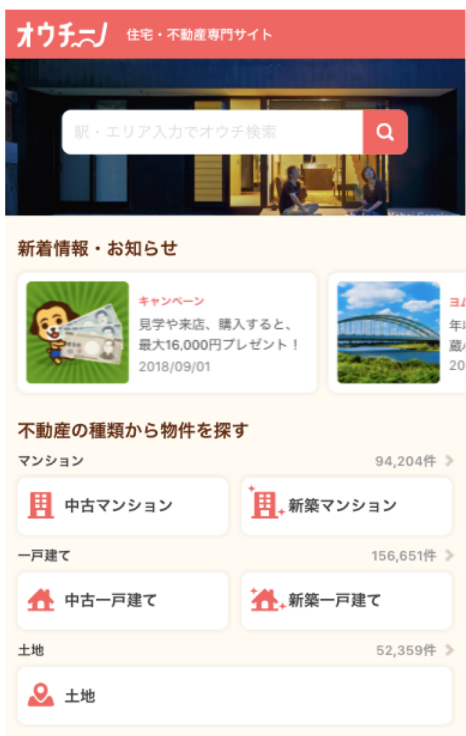 オウチーノ 住宅・不動産専門サイト
駅・エリア入力でオウチ検索
新着情報・お知らせ
キャンペーン
見学や来店、購入すると、
最大16,000円プレゼント!
2018/09/01
ヨム
年
蔵
20
不動産の種類から物件を探す
マンション 94,204件
中古マンション
新築マンション
一戸建て 156,651件
中古一戸建て
新築一戸建て
土地 52,359件
土地